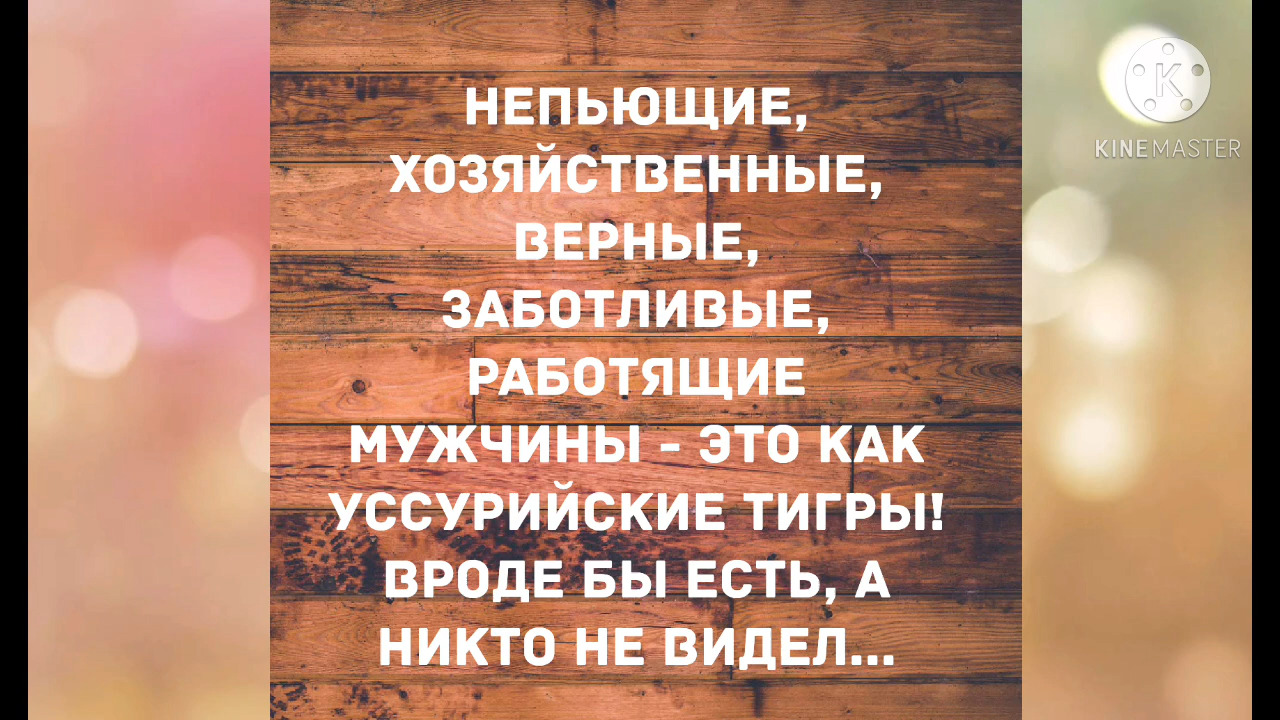 НЕПЬЮЩИЕ,
ХОЗЯЙСТВЕННЫЕ,
ВЕРНЫЕ,
ЗАБОТЛИВЫЕ,
РАБОТЯЩИЕ
МУЖЧИНЫ - ЭТО КАК
УССУРИЙСКИЕ ТИГРЫ!
ВРОДЕ БЫ ЕСТЬ, А
НИКТО НЕ ВИДЕЛ...
K
KINEMASTER